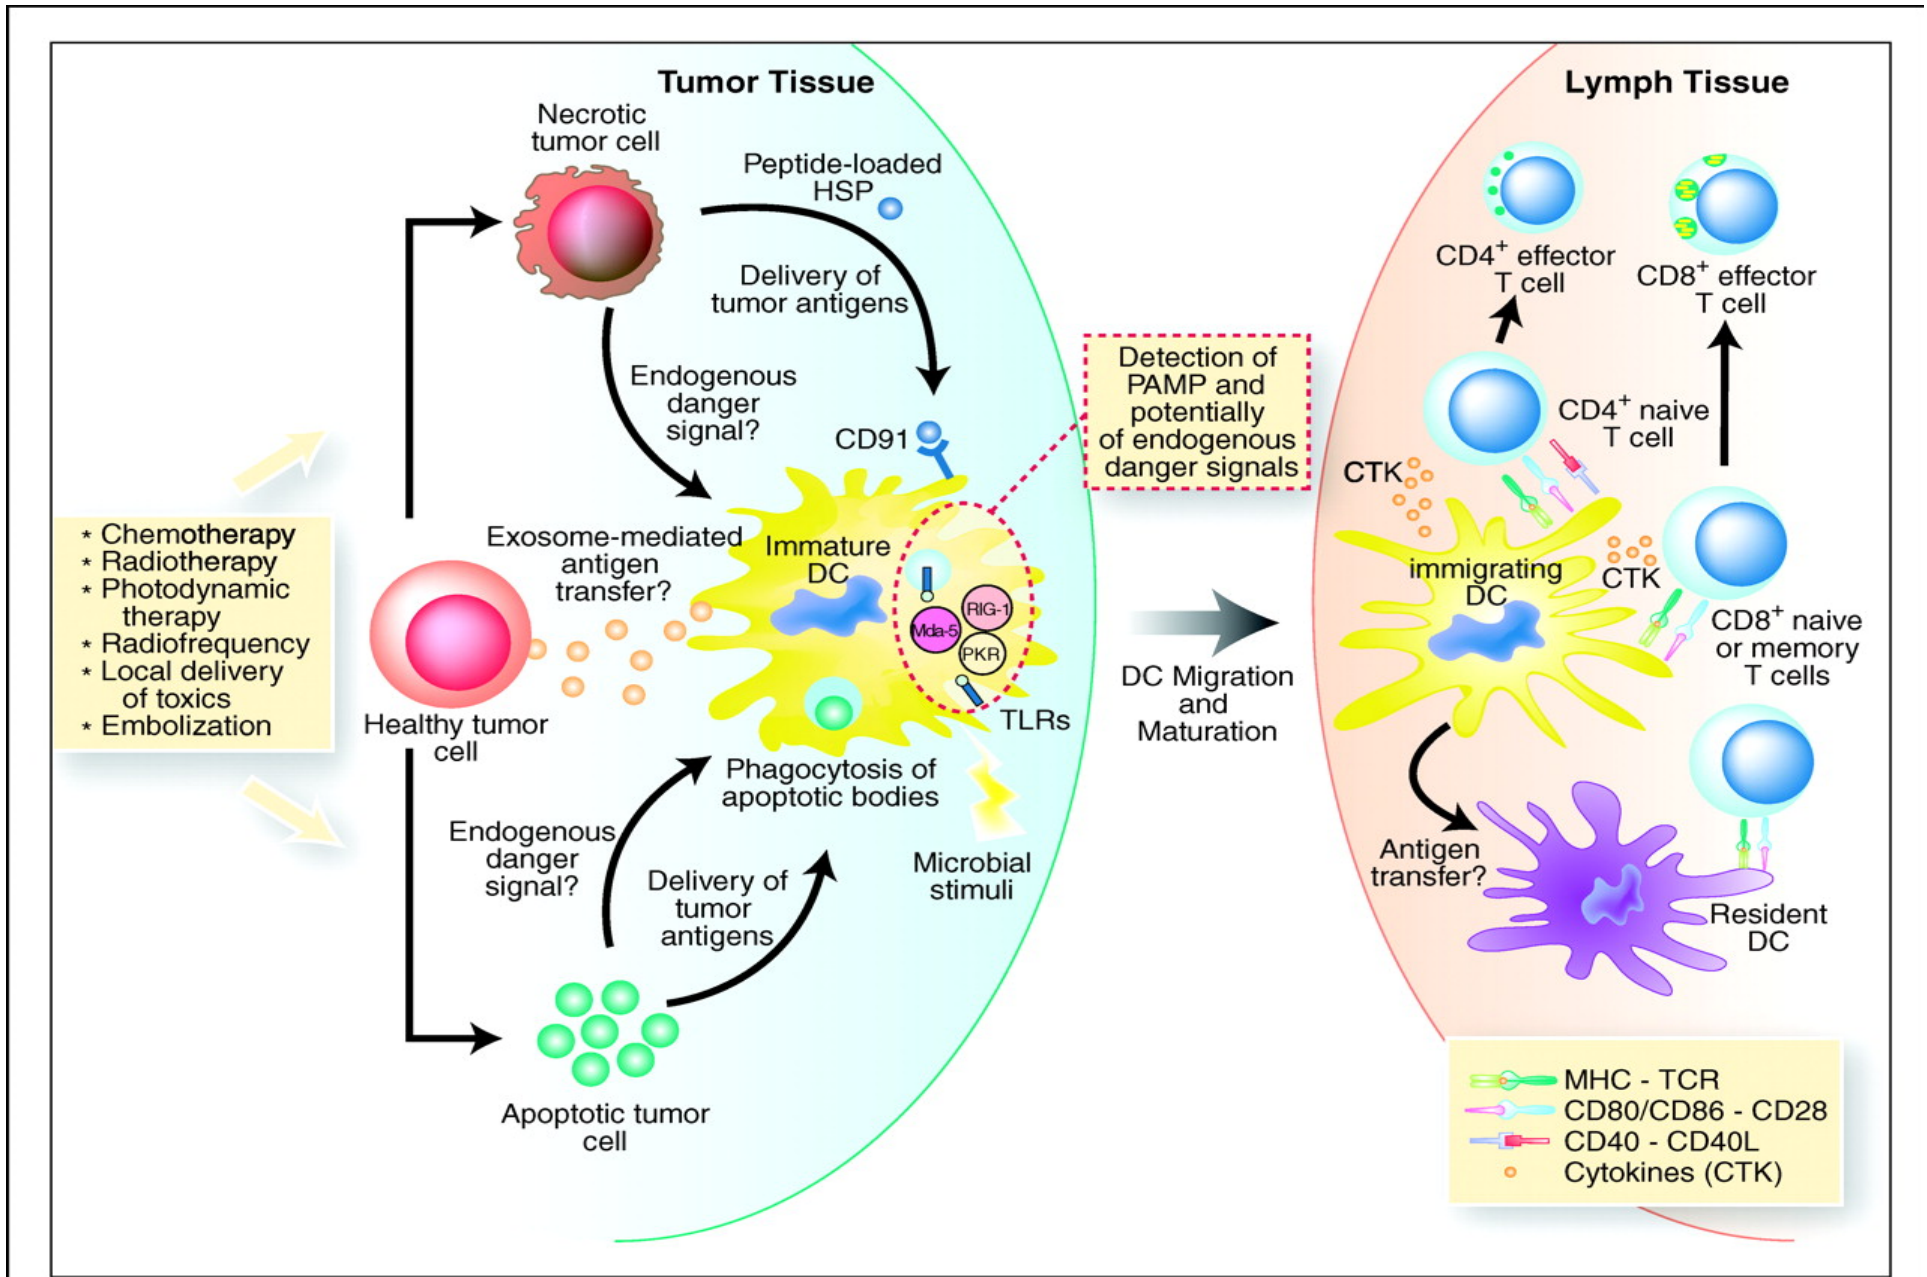 Tumor Tissue
Lymph Tissue
Necrotic
tumor cell
Peptide-loaded
HSP
Delivery of
tumor antigens
Endogenous
danger
signal?
CD91
Detection of
PAMP and
potentially
of endogenous
danger signals
* Chemotherapy
* Radiotherapy
* Photodynamic
therapy
* Radiofrequency
* Local delivery
of toxics
* Embolization
Healthy tumor
cell
Exosome-mediated
antigen
transfer?
Immature
DC
RIG-1
Mda-5
PKR
TLRs
Phagocytosis of
apoptotic bodies
Microbial
stimuli
Endogenous
danger
signal?
Delivery of
tumor
antigens
Apoptotic tumor
cell
DC Migration
and
Maturation
CD4+ effector
T cell
CD8+ effector
T cell
CD4+ naive
T cell
CTK
immigrating
DC
CTK
CD8+ naive
or memory
T cells
Antigen
transfer?
Resident
DC
MHC - TCR
CD80/CD86 - CD28
CD40 - CD40L
Cytokines (CTK)